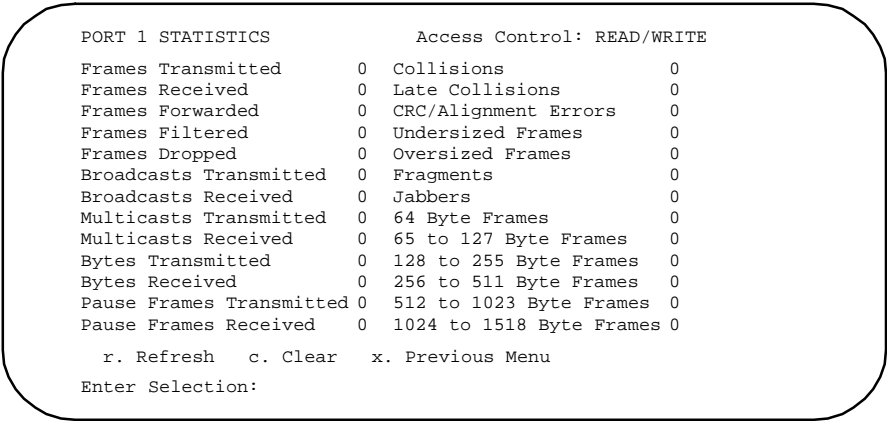 PORT 1 STATISTICS Access Control: READ/WRITE
Frames Transmitted 0 Collisions 0
Frames Received 0 Late Collisions 0
Frames Forwarded 0 CRC/Alignment Errors 0
Frames Filtered 0 Undersized Frames 0
Frames Dropped 0 Oversized Frames 0
Broadcasts Transmitted 0 Fragments 0
Broadcasts Received 0 Jabbers 0
Multicasts Transmitted 0 64 Byte Frames 0
Multicasts Received 0 65 to 127 Byte Frames 0
Bytes Transmitted 0 128 to 255 Byte Frames 0
Bytes Received 0 256 to 511 Byte Frames 0
Pause Frames Transmitted 0 512 to 1023 Byte Frames 0
Pause Frames Received 0 1024 to 1518 Byte Frames 0
r. Refresh c. Clear x. Previous Menu
Enter Selection: